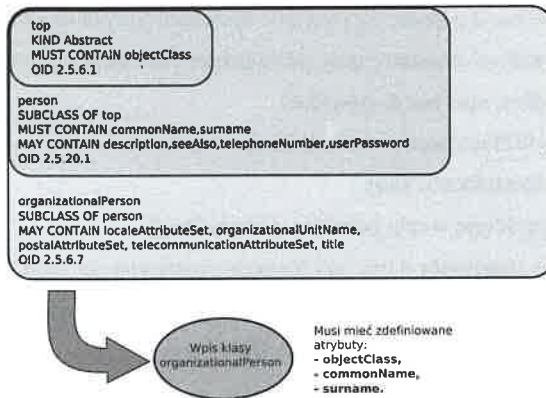 top
KIND Abstract
MUST CONTAIN objectClass
OID 2.5.6.1
person
SUBCLASS OF top
MUST CONTAIN commonName,surname
MAY CONTAIN description,seeAlso,telephoneNumber,userPassword
OID 2.5.20.1
organizationalPerson
SUBCLASS OF person
MAY CONTAIN localeAttributeSet, organizationalUnitName,
postalAttributeSet, telecommunicationAttributeSet, title
OID 2.5.6.7
Wpis klasy
organizationalPerson
Musi mieć zdefiniowane
atrybuty:
- objectClass,
- commonName,
- surname.